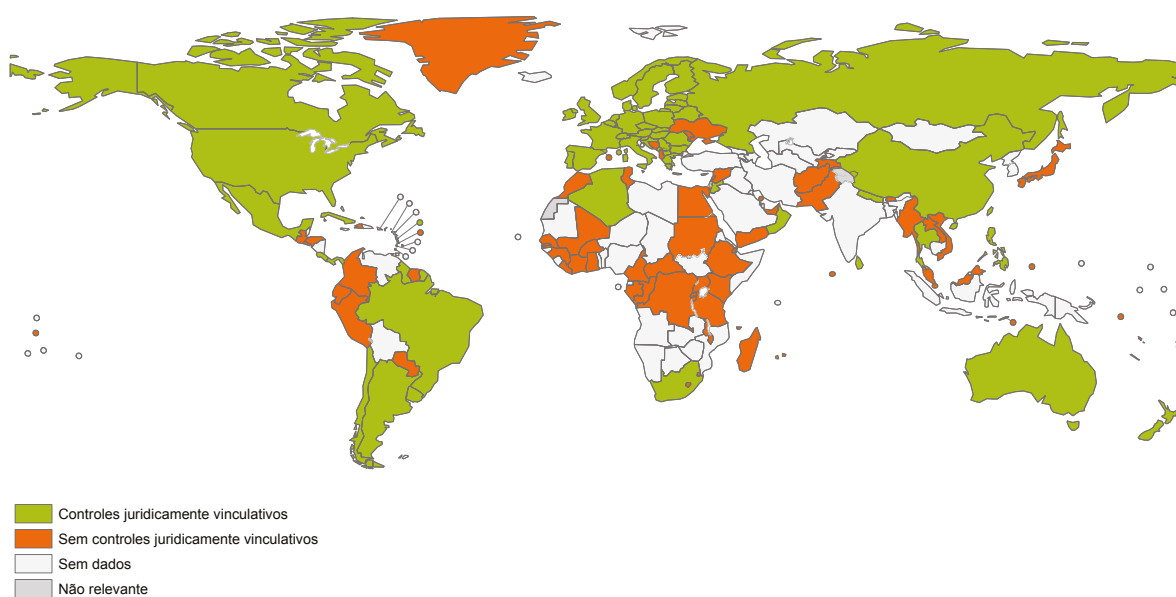 Controles juridicamente vinculativos
Sem controles juridicamente vinculativos
Sem dados
Não relevante